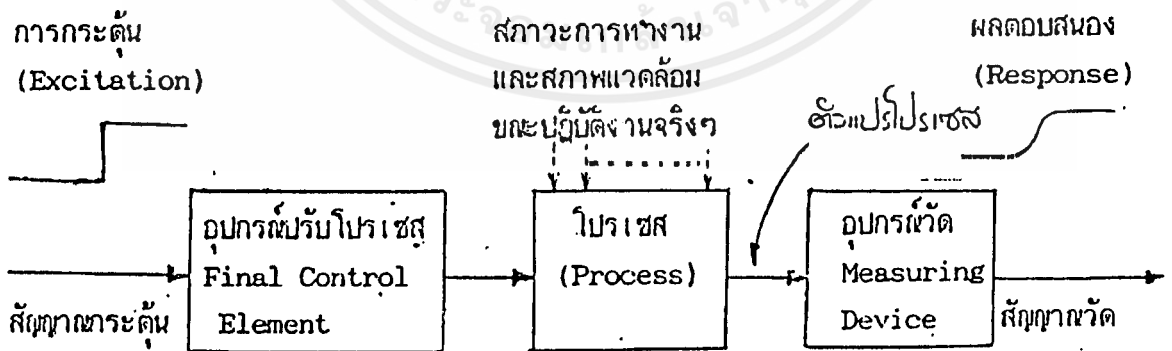 การกระตุ้น
(Excitation)
สภาวะการทำงาน
และสภาพแวดล้อม
ขณะปฏิบัติงานจริงๆ
ผลตอบสนอง
(Response)
ตัวแปรโปรเซส
อุปกรณ์ปรับโปรเซส
Final Control
Element
โปรเซส
(Process)
อุปกรณ์วัด
Measuring
Device
สัญญาณกระตุ้น
สัญญาณวัด